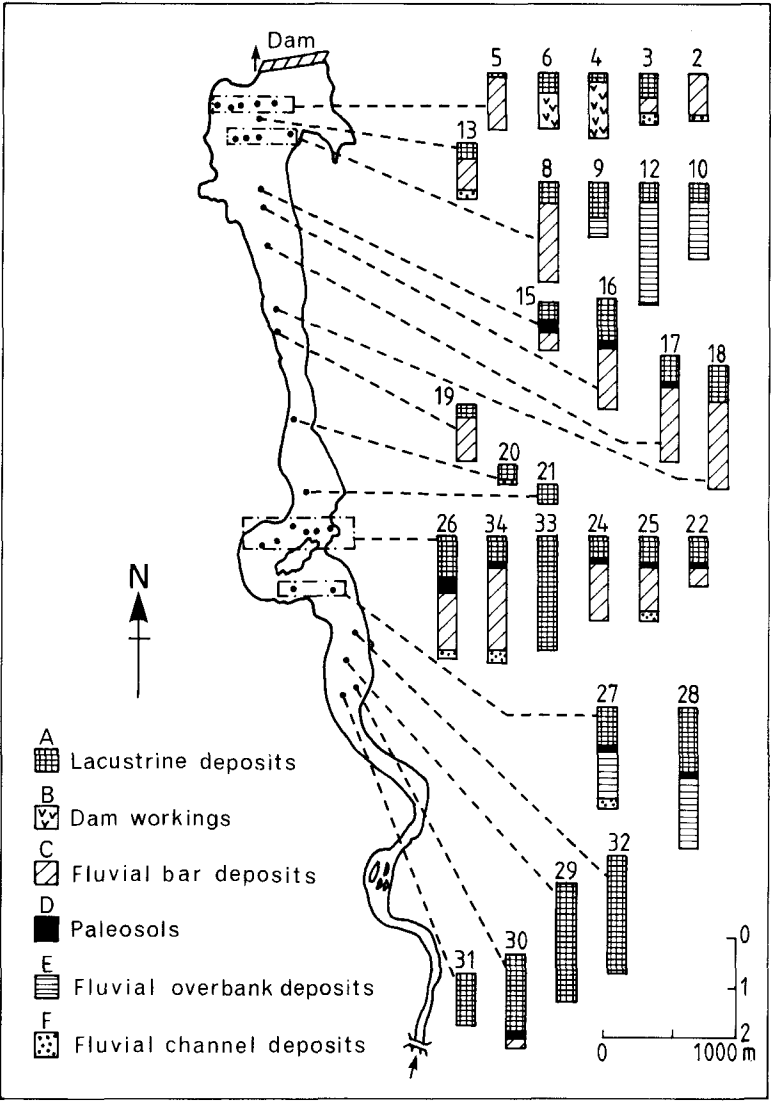 Dam
5 6 4 3 2
13
8 9 12 10
15 16
17 18
19
20
21
26 34 33 24 25 22
N
27 28
A
Lacustrine deposits
B
Dam workings
32
C
Fluvial bar deposits
29
D
Paleosols
0
31 30
E
Fluvial overbank deposits
1
F
Fluvial channel deposits
2
0 1000 m